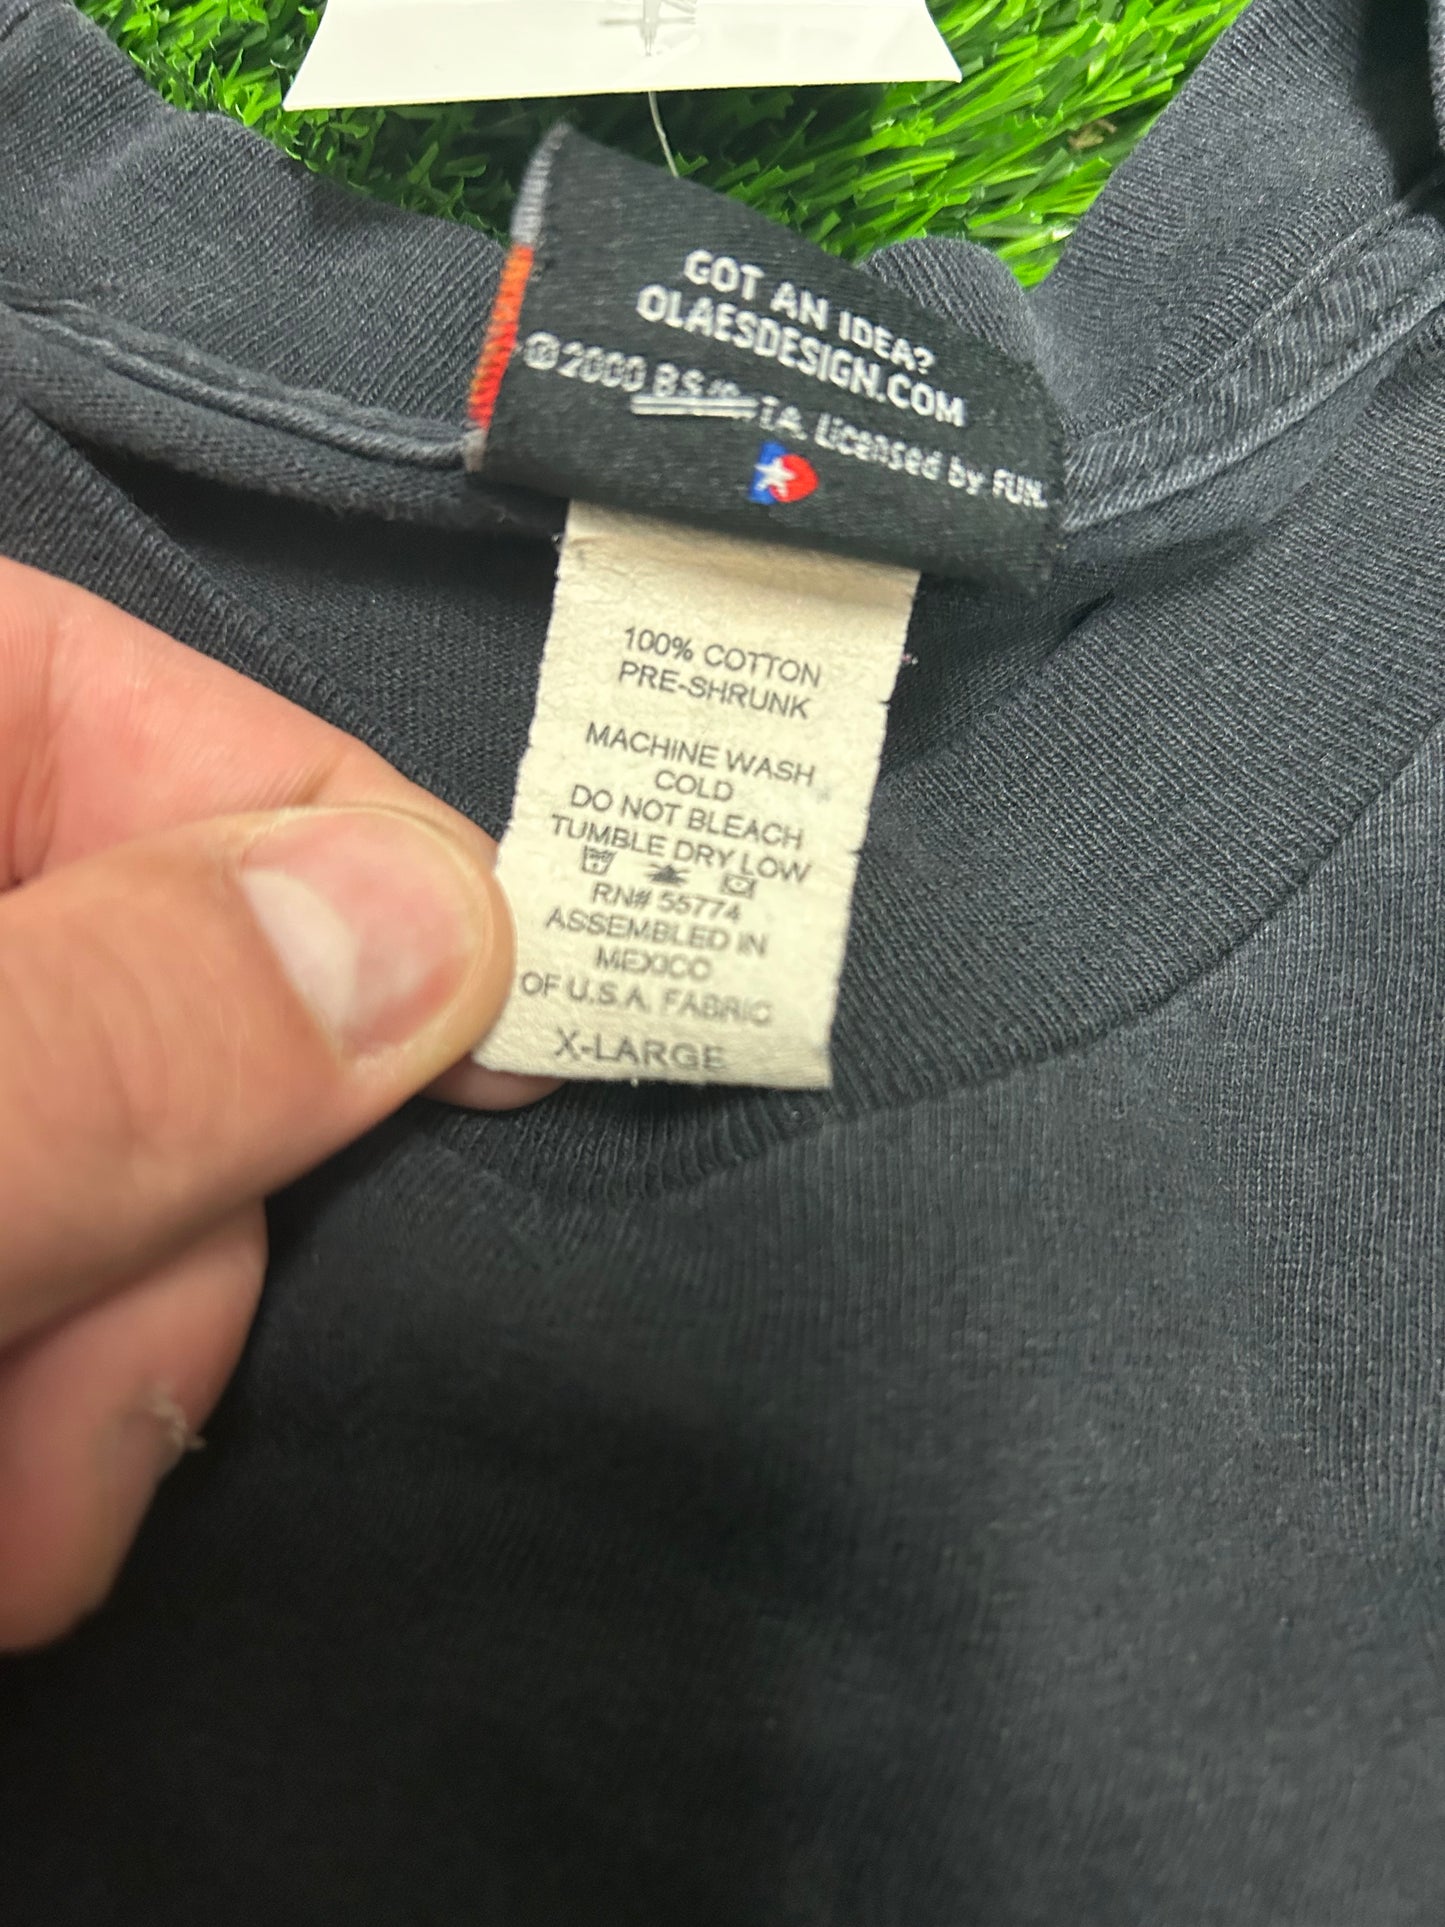 GOT AN IDEA?
OLAESDESIGN.COM
©2000 B.S. TA. Licensed by FUN.
100% COTTON
PRE-SHRUNK
MACHINE WASH
COLD
DO NOT BLEACH
TUMBLE DRY LOW
RN# 55774
ASSEMBLED IN
MEXICO
OF U.S.A. FABRIC
X-LARGE